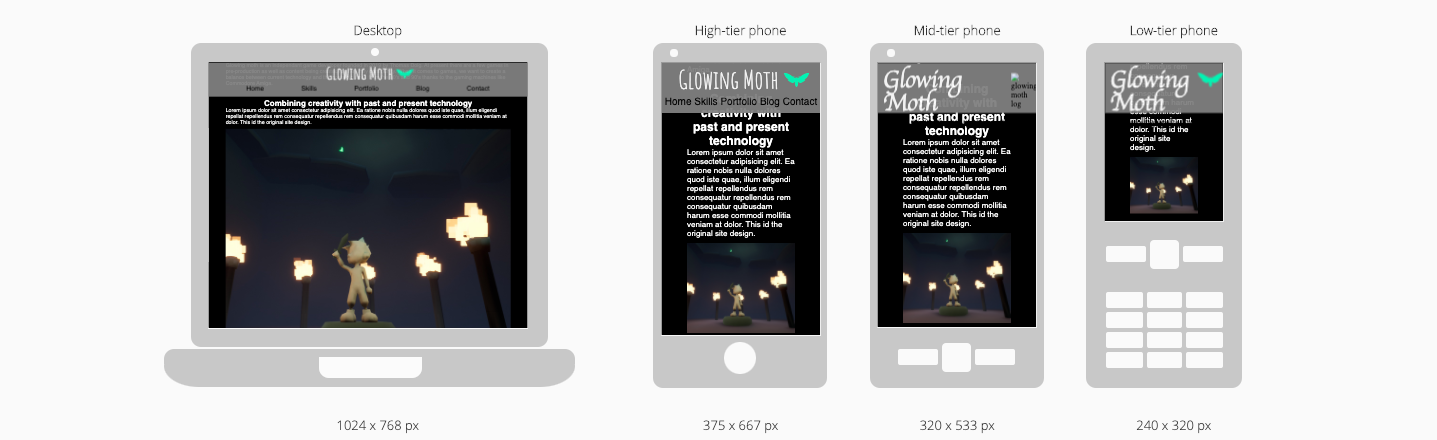 Desktop
High-tier phone
Mid-tier phone
Low-tier phone
GLOWING MOTH
Home Skills Portfolio Blog Contact
Combining creativity with past and present technology
Lorem ipsum dolor sit amet
consectetur adipisicing elit. Ea ratione nobis nulla dolores quod iste quae, illum eligendi
repellat repellendus rem consequatur repellendus rem consequatur quibusdam harum esse commodi mollitia veniam at
dolor. This id the original site design.
GLOWING MOTH
Home Skills Portfolio Blog Contact
creativity with
past and present
technology
Lorem ipsum dolor sit amet
consectetur adipisicing elit. Ea
ratione nobis nulla dolores
quod iste quae, illum eligendi
repellat repellendus rem
consequatur repellendus rem
consequatur quibusdam
harum esse commodi mollitia
veniam at dolor. This id the
original site design.
Glowing
Moth
glowing
moth
log
creativity with
past and present
technology
Lorem ipsum dolor sit amet
consectetur adipisicing elit. Ea
ratione nobis nulla dolores
quod iste quae, illum eligendi
repellat repellendus rem
consequatur repellendus rem
consequatur quibusdam
harum esse commodi mollitia
veniam at dolor. This id the
original site design.
Glowing
Moth
mollitia veniam at
dolor. This id the
original site
design.
1024 x 768 px
375 x 667 px
320 x 533 px
240 x 320 px